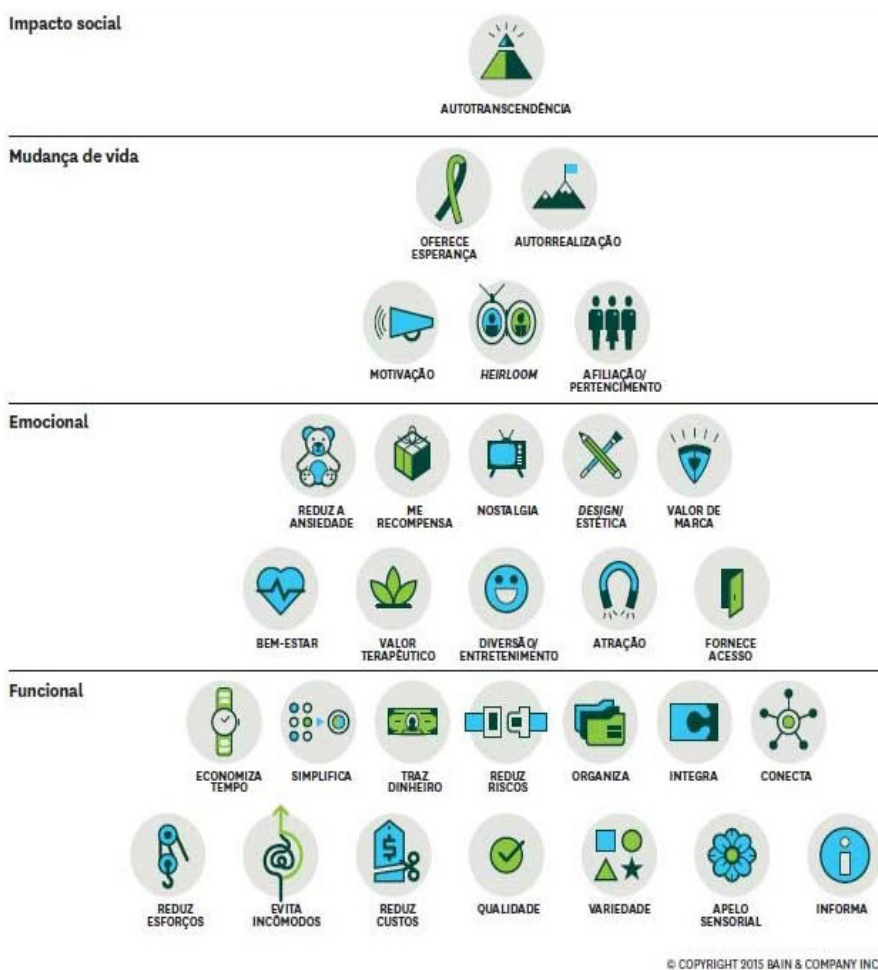 Impacto social
AUTOTRANSCENDÊNCIA
Mudança de vida
OFERECE
ESPERANÇA
AUTORREALIZAÇÃO
MOTIVAÇÃO
HEIRLOOM
AFILIAÇÃO/
PERTENCIMENTO
Emocional
REDUZ A
ANSIEDADE
ME
RECOMPENSA
NOSTALGIA
DESIGN/
ESTÉTICA
VALOR DE
MARCA
BEM-ESTAR
VALOR
TERAPÊUTICO
DIVERSÃO/
ENTRETENIMENTO
ATRAÇÃO
FORNECE
ACESSO
Funcional
ECONOMIZA
TEMPO
SIMPLIFICA
TRAZ
DINHEIRO
REDUZ
RISCOS
ORGANIZA
INTEGRA
CONECTA
REDUZ
ESFORÇOS
EVITA
INCÔMODOS
$
REDUZ
CUSTOS
QUALIDADE
VARIEDADE
APELO
SENSORIAL
i
INFORMA
© COPYRIGHT 2015 BAIN & COMPANY INC